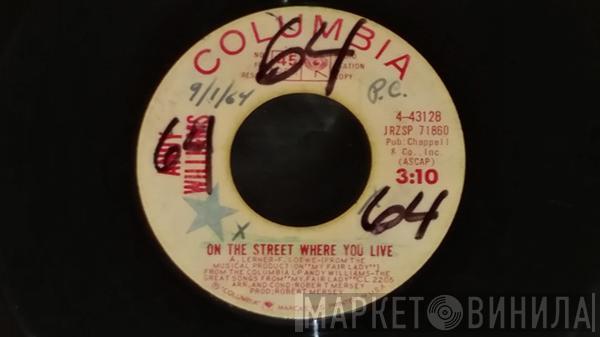 COLUMBIA
64
45
9/1/64
P.C.
4-43128
JRZSP 71860
Pub: Chappell
& Co., Inc.
(ASCAP)
3:10
WILLIAMS
64
64
X
ON THE STREET WHERE YOU LIVE
A. LERNER-F. LOEWE-(FROM THE
MUSICAL PRODUCTION "MY FAIR LADY")
FROM THE COLUMBIA LP ANDY WILLIAMS-THE
GREAT SONGS FROM "MY FAIR LADY" CL 2205
ARR. AND COND: ROBERT MERSEY
PROD: ROBERT MERSEY
"COLUMBIA" MARCAS
МАРКЕТ ВИНИЛА